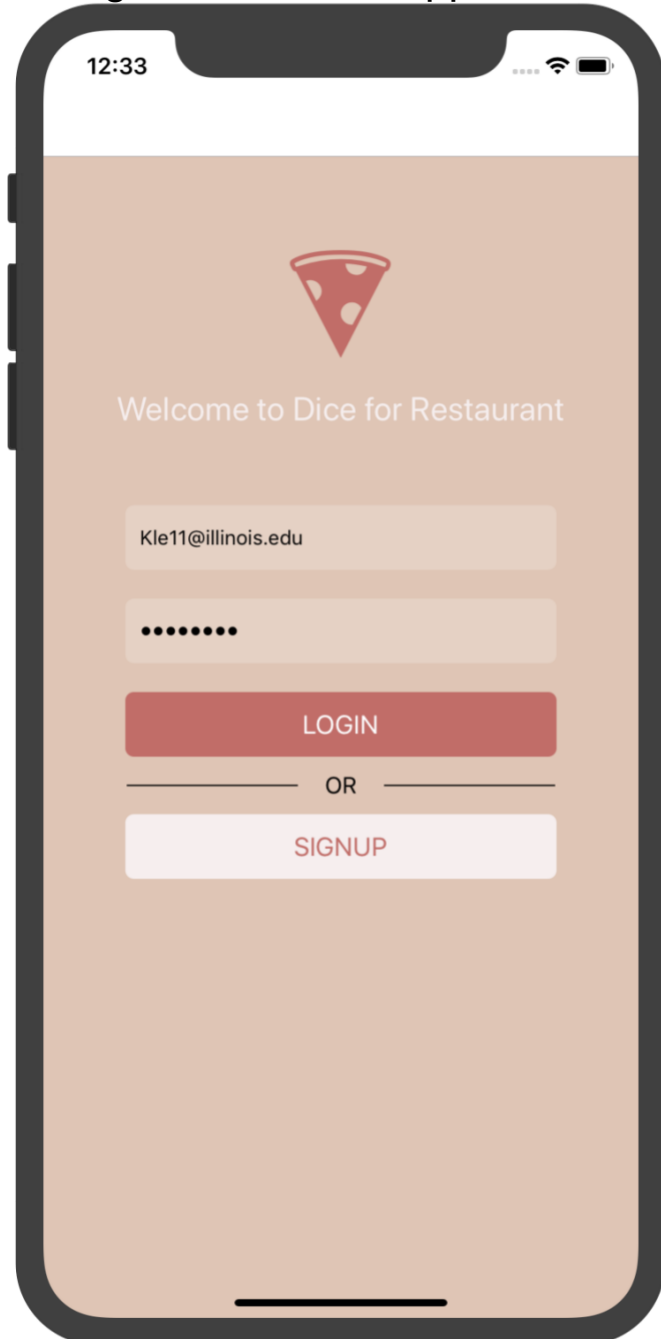 12:33
Welcome to Dice for Restaurant
Kle11@illinois.edu
••••••••
LOGIN
OR
SIGNUP